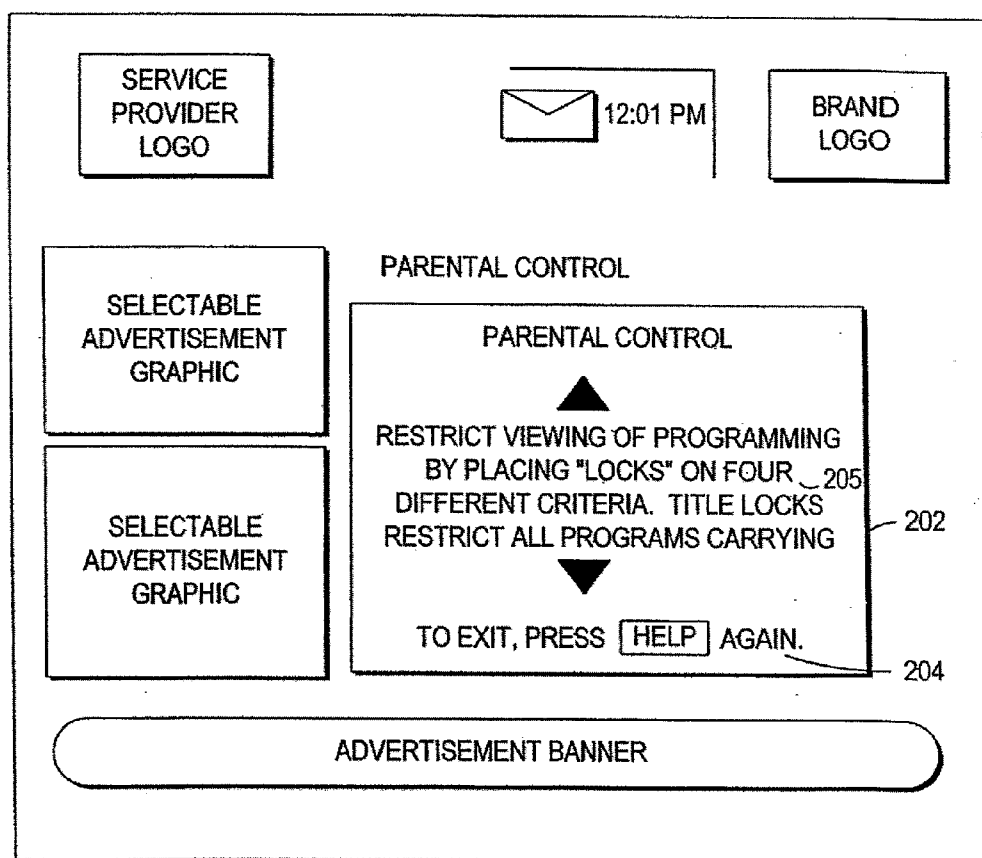 SERVICE
PROVIDER
LOGO
12:01 PM
BRAND
LOGO
SELECTABLE
ADVERTISEMENT
GRAPHIC
SELECTABLE
ADVERTISEMENT
GRAPHIC
PARENTAL CONTROL
PARENTAL CONTROL
RESTRICT VIEWING OF PROGRAMMING
BY PLACING "LOCKS" ON FOUR
205
DIFFERENT CRITERIA. TITLE LOCKS
RESTRICT ALL PROGRAMS CARRYING
202
TO EXIT, PRESS HELP AGAIN.
204
ADVERTISEMENT BANNER